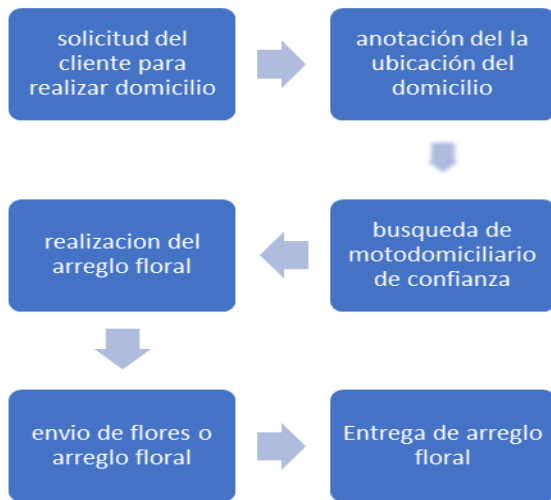 solicitud del
cliente para
realizar domicilio
anotación del la
ubicación del
domicilio
busqueda de
motodomiciliario
de confianza
realizacion del
arreglo floral
envio de flores o
arreglo floral
Entrega de arreglo
floral